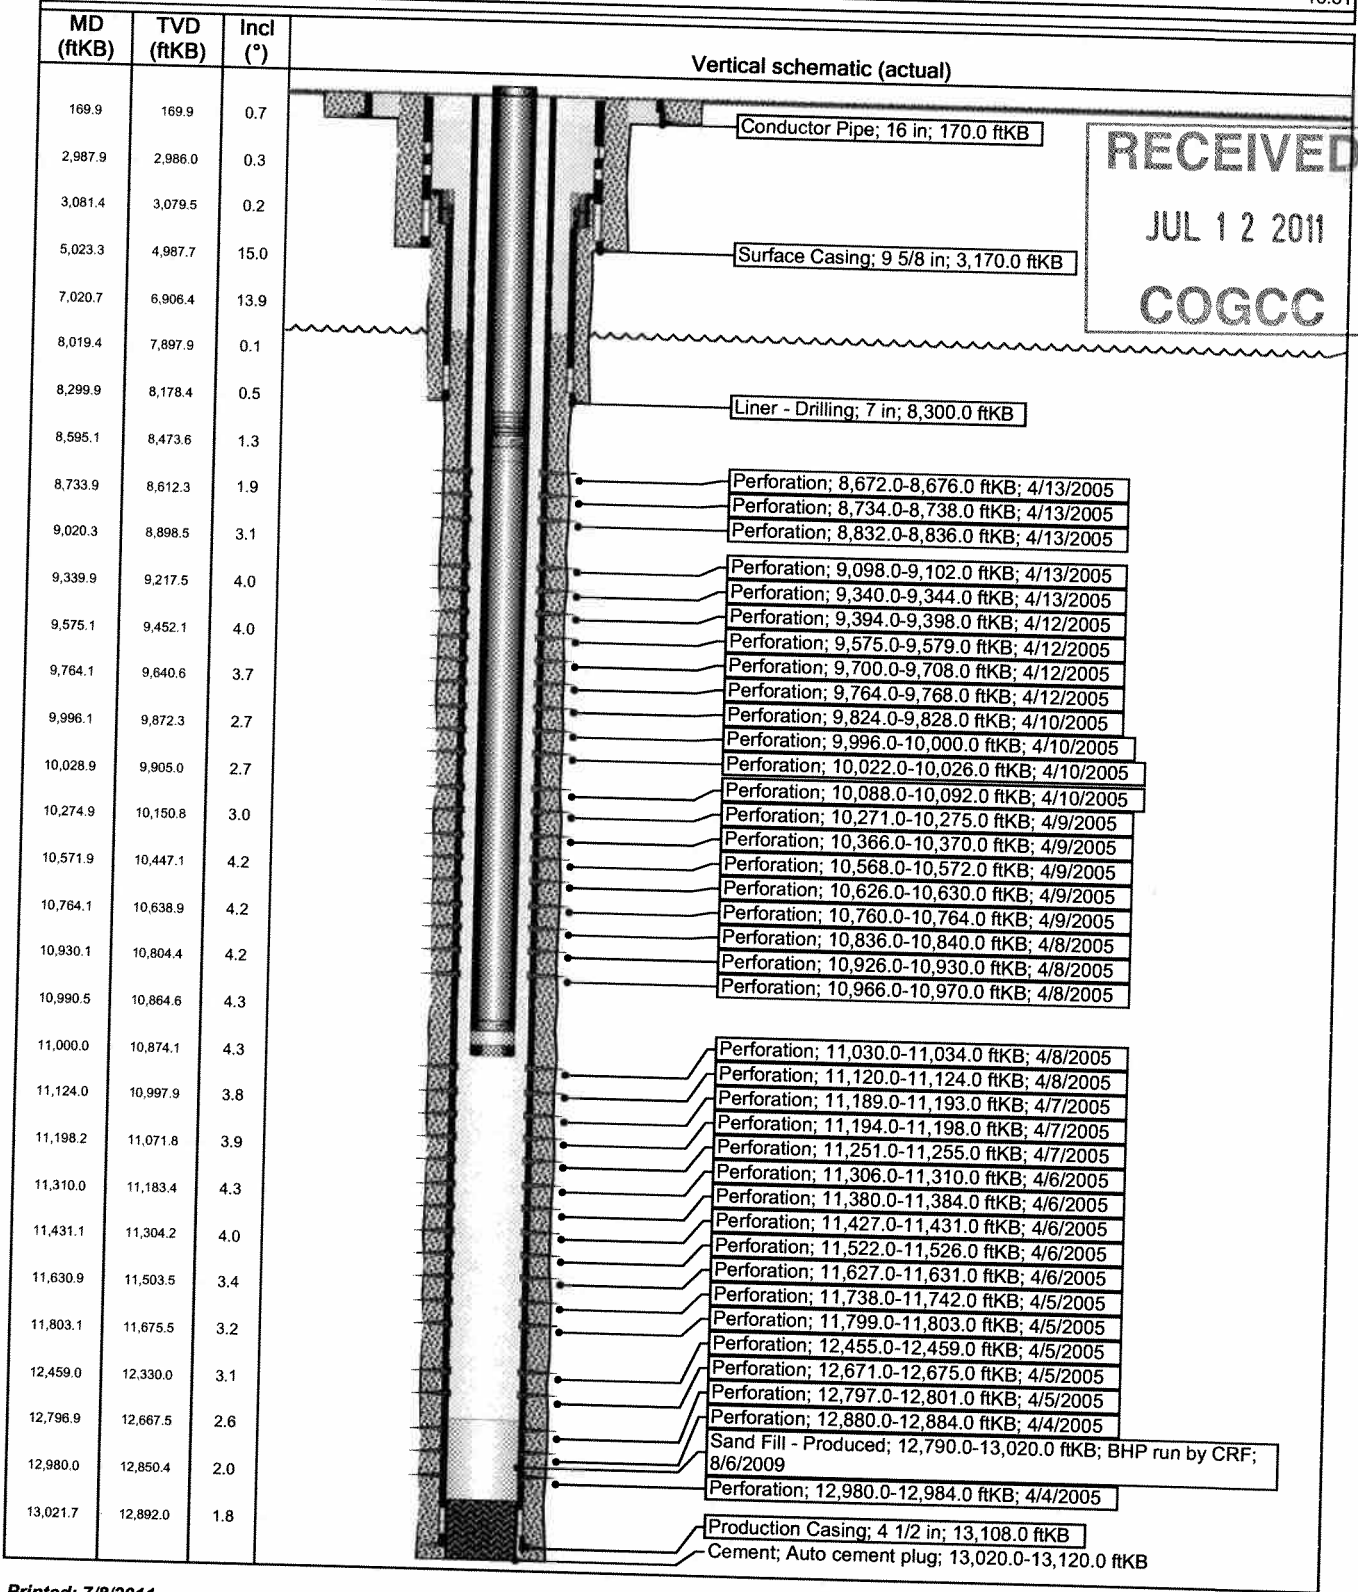 MD
(ftKB)
TVD
(ftKB)
Incl
(°)
Vertical schematic (actual)
169.9 169.9 0.7
2,987.9 2,986.0 0.3
3,081.4 3,079.5 0.2
5,023.3 4,987.7 15.0
7,020.7 6,906.4 13.9
8,019.4 7,897.9 0.1
8,299.9 8,178.4 0.5
8,595.1 8,473.6 1.3
8,733.9 8,612.3 1.9
9,020.3 8,898.5 3.1
9,339.9 9,217.5 4.0
9,575.1 9,452.1 4.0
9,764.1 9,640.6 3.7
9,996.1 9,872.3 2.7
10,028.9 9,905.0 2.7
10,274.9 10,150.8 3.0
10,571.9 10,447.1 4.2
10,764.1 10,638.9 4.2
10,930.1 10,804.4 4.2
10,990.5 10,864.6 4.3
11,000.0 10,874.1 4.3
11,124.0 10,997.9 3.8
11,198.2 11,071.8 3.9
11,310.0 11,183.4 4.3
11,431.1 11,304.2 4.0
11,630.9 11,503.5 3.4
11,803.1 11,675.5 3.2
12,459.0 12,330.0 3.1
12,796.9 12,667.5 2.6
12,980.0 12,850.4 2.0
13,021.7 12,892.0 1.8
Conductor Pipe; 16 in; 170.0 ftKB
RECEIVED
JUL 12 2011
COGCC
Surface Casing; 9 5/8 in; 3,170.0 ftKB
Liner - Drilling; 7 in; 8,300.0 ftKB
Perforation; 8,672.0-8,676.0 ftKB; 4/13/2005
Perforation; 8,734.0-8,738.0 ftKB; 4/13/2005
Perforation; 8,832.0-8,836.0 ftKB; 4/13/2005
Perforation; 9,098.0-9,102.0 ftKB; 4/13/2005
Perforation; 9,340.0-9,344.0 ftKB; 4/13/2005
Perforation; 9,394.0-9,398.0 ftKB; 4/12/2005
Perforation; 9,575.0-9,579.0 ftKB; 4/12/2005
Perforation; 9,700.0-9,708.0 ftKB; 4/12/2005
Perforation; 9,764.0-9,768.0 ftKB; 4/12/2005
Perforation; 9,824.0-9,828.0 ftKB; 4/10/2005
Perforation; 9,996.0-10,000.0 ftKB; 4/10/2005
Perforation; 10,022.0-10,026.0 ftKB; 4/10/2005
Perforation; 10,088.0-10,092.0 ftKB; 4/10/2005
Perforation; 10,271.0-10,275.0 ftKB; 4/9/2005
Perforation; 10,366.0-10,370.0 ftKB; 4/9/2005
Perforation; 10,568.0-10,572.0 ftKB; 4/9/2005
Perforation; 10,626.0-10,630.0 ftKB; 4/9/2005
Perforation; 10,760.0-10,764.0 ftKB; 4/9/2005
Perforation; 10,836.0-10,840.0 ftKB; 4/8/2005
Perforation; 10,926.0-10,930.0 ftKB; 4/8/2005
Perforation; 10,966.0-10,970.0 ftKB; 4/8/2005
Perforation; 11,030.0-11,034.0 ftKB; 4/8/2005
Perforation; 11,120.0-11,124.0 ftKB; 4/8/2005
Perforation; 11,189.0-11,193.0 ftKB; 4/7/2005
Perforation; 11,194.0-11,198.0 ftKB; 4/7/2005
Perforation; 11,251.0-11,255.0 ftKB; 4/7/2005
Perforation; 11,306.0-11,310.0 ftKB; 4/6/2005
Perforation; 11,380.0-11,384.0 ftKB; 4/6/2005
Perforation; 11,427.0-11,431.0 ftKB; 4/6/2005
Perforation; 11,522.0-11,526.0 ftKB; 4/6/2005
Perforation; 11,627.0-11,631.0 ftKB; 4/6/2005
Perforation; 11,738.0-11,742.0 ftKB; 4/5/2005
Perforation; 11,799.0-11,803.0 ftKB; 4/5/2005
Perforation; 12,455.0-12,459.0 ftKB; 4/5/2005
Perforation; 12,671.0-12,675.0 ftKB; 4/5/2005
Perforation; 12,797.0-12,801.0 ftKB; 4/5/2005
Perforation; 12,880.0-12,884.0 ftKB; 4/4/2005
Sand Fill - Produced; 12,790.0-13,020.0 ftKB; BHP run by CRF;
8/6/2009
Perforation; 12,980.0-12,984.0 ftKB; 4/4/2005
Production Casing; 4 1/2 in; 13,108.0 ftKB
Cement; Auto cement plug; 13,020.0-13,120.0 ftKB